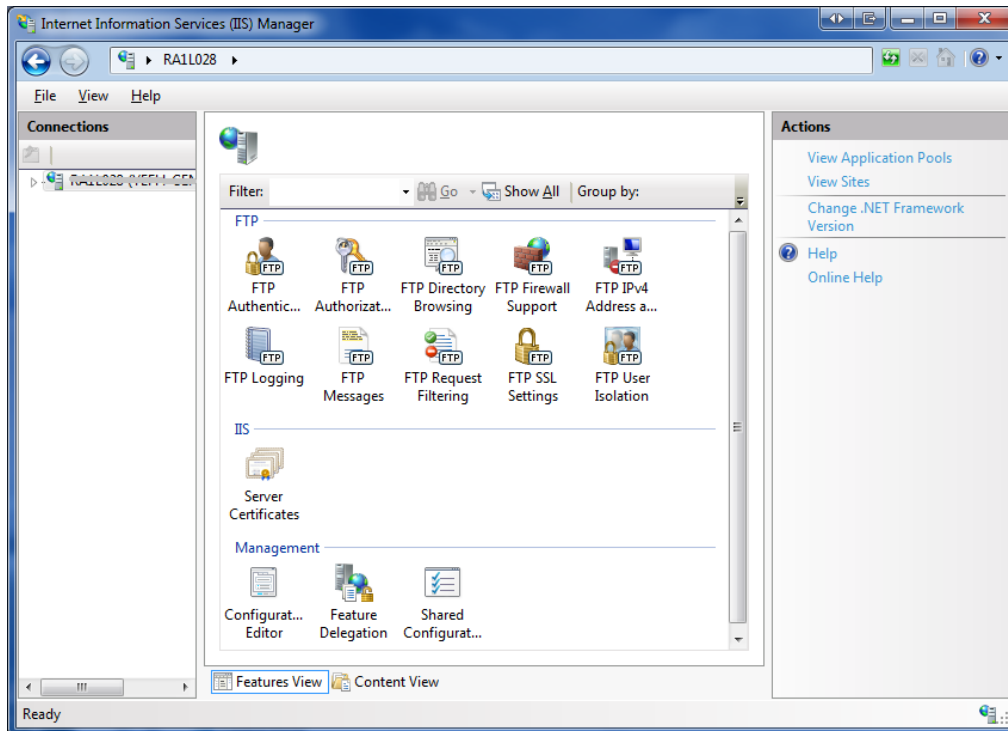 Internet Information Services (IIS) Manager
RA1L028
File View Help
Connections
RA1L028
Filter: Go Show All Group by:
FTP
FTP Authentic...
FTP Authorizat...
FTP Directory Browsing
FTP Firewall Support
FTP IPv4 Address a...
FTP Logging
FTP Messages
FTP Request Filtering
FTP SSL Settings
FTP User Isolation
IIS
Server Certificates
Management
Configurat... Editor
Feature Delegation
Shared Configurat...
Features View Content View
Actions
View Application Pools
View Sites
Change .NET Framework
Version
Help
Online Help
Ready